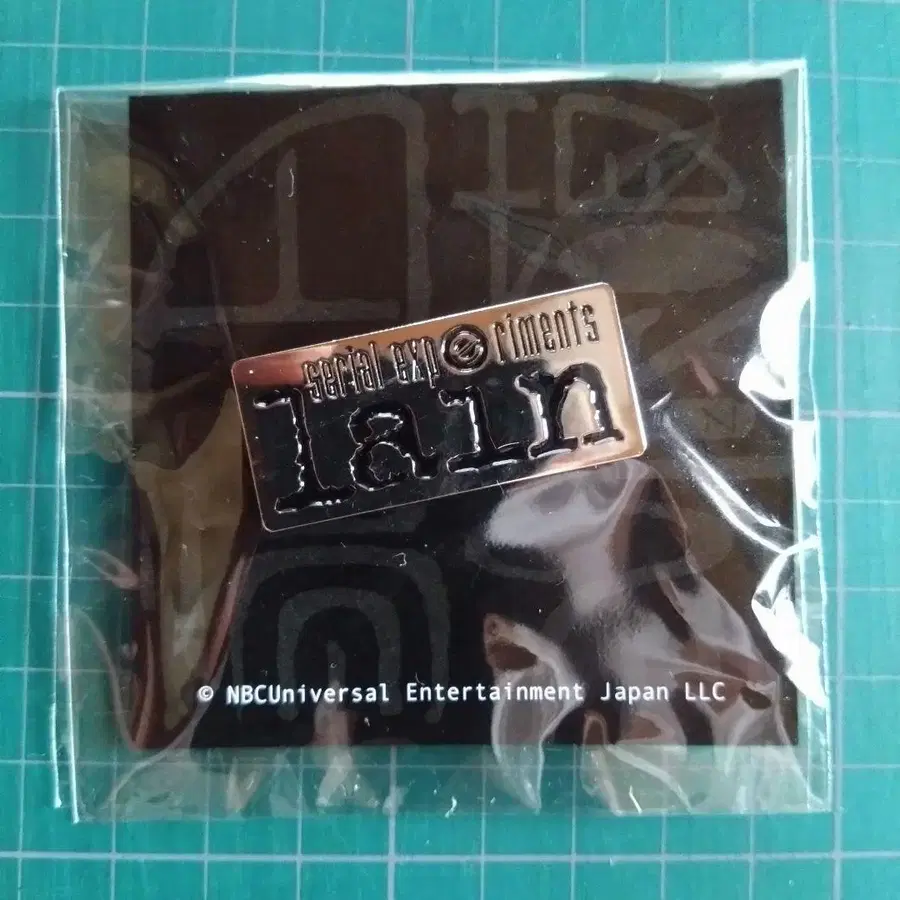 serial experiments
lain
© NBCUniversal Entertainment Japan LLC